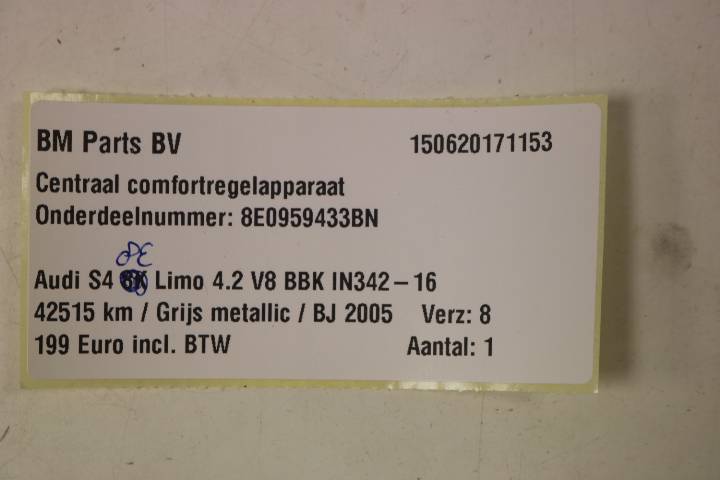 BM Parts BV 150620171153
Centraal comfortregelapparaat
Onderdeelnummer: 8E0959433BN
8E
Audi S4 Limo 4.2 V8 BBK IN342-16
42515 km / Grijs metallic / BJ 2005 Verz: 8
199 Euro incl. BTW Aantal: 1